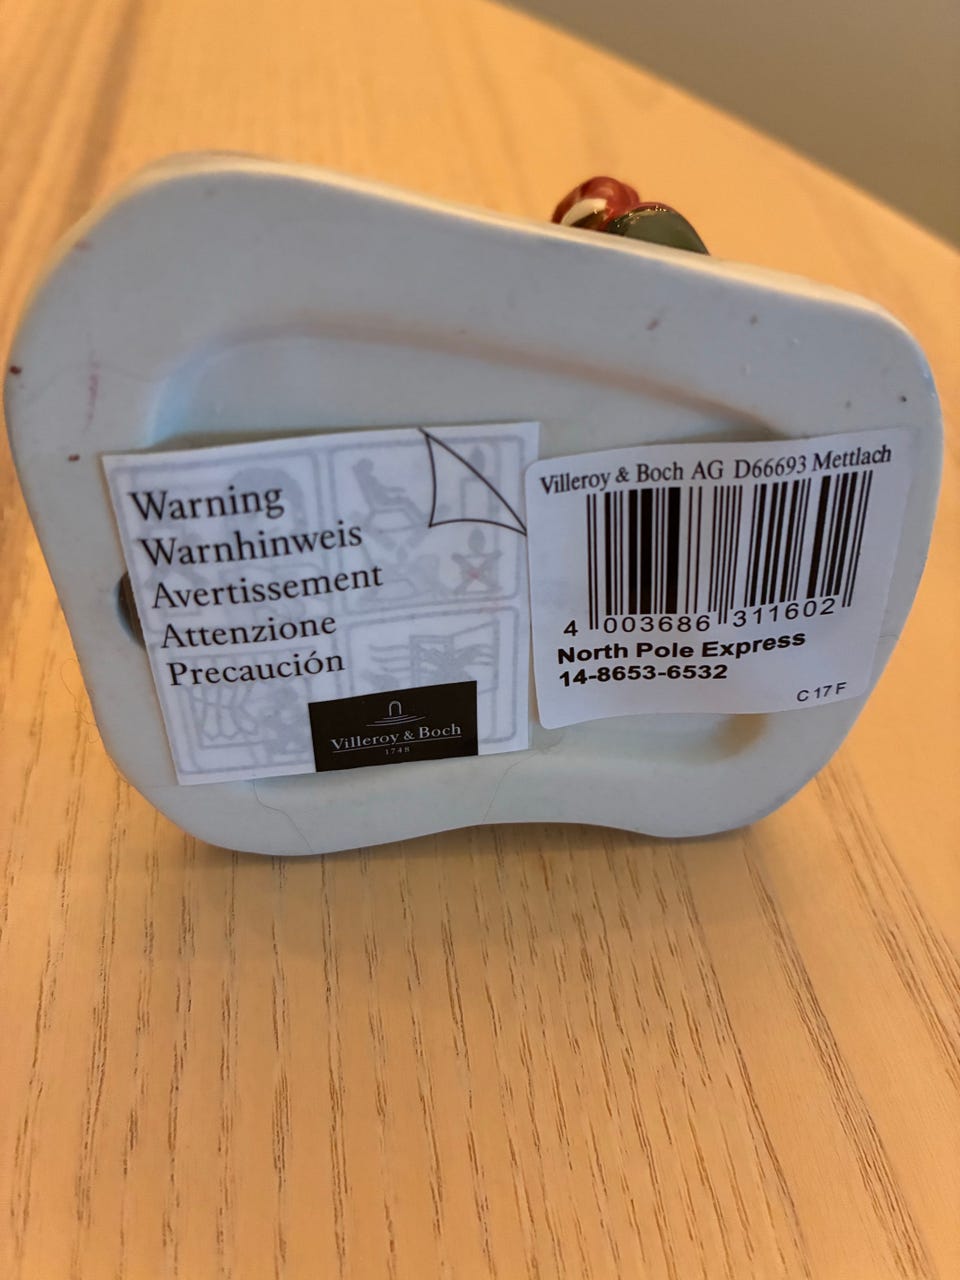 Warning
Warnhinweis
Avertissement
Attenzione
Precaución
Villeroy & Boch
1748
Villeroy & Boch AG D66693 Mettlach
4 003686 311602
North Pole Express
14-8653-6532
C 17 F